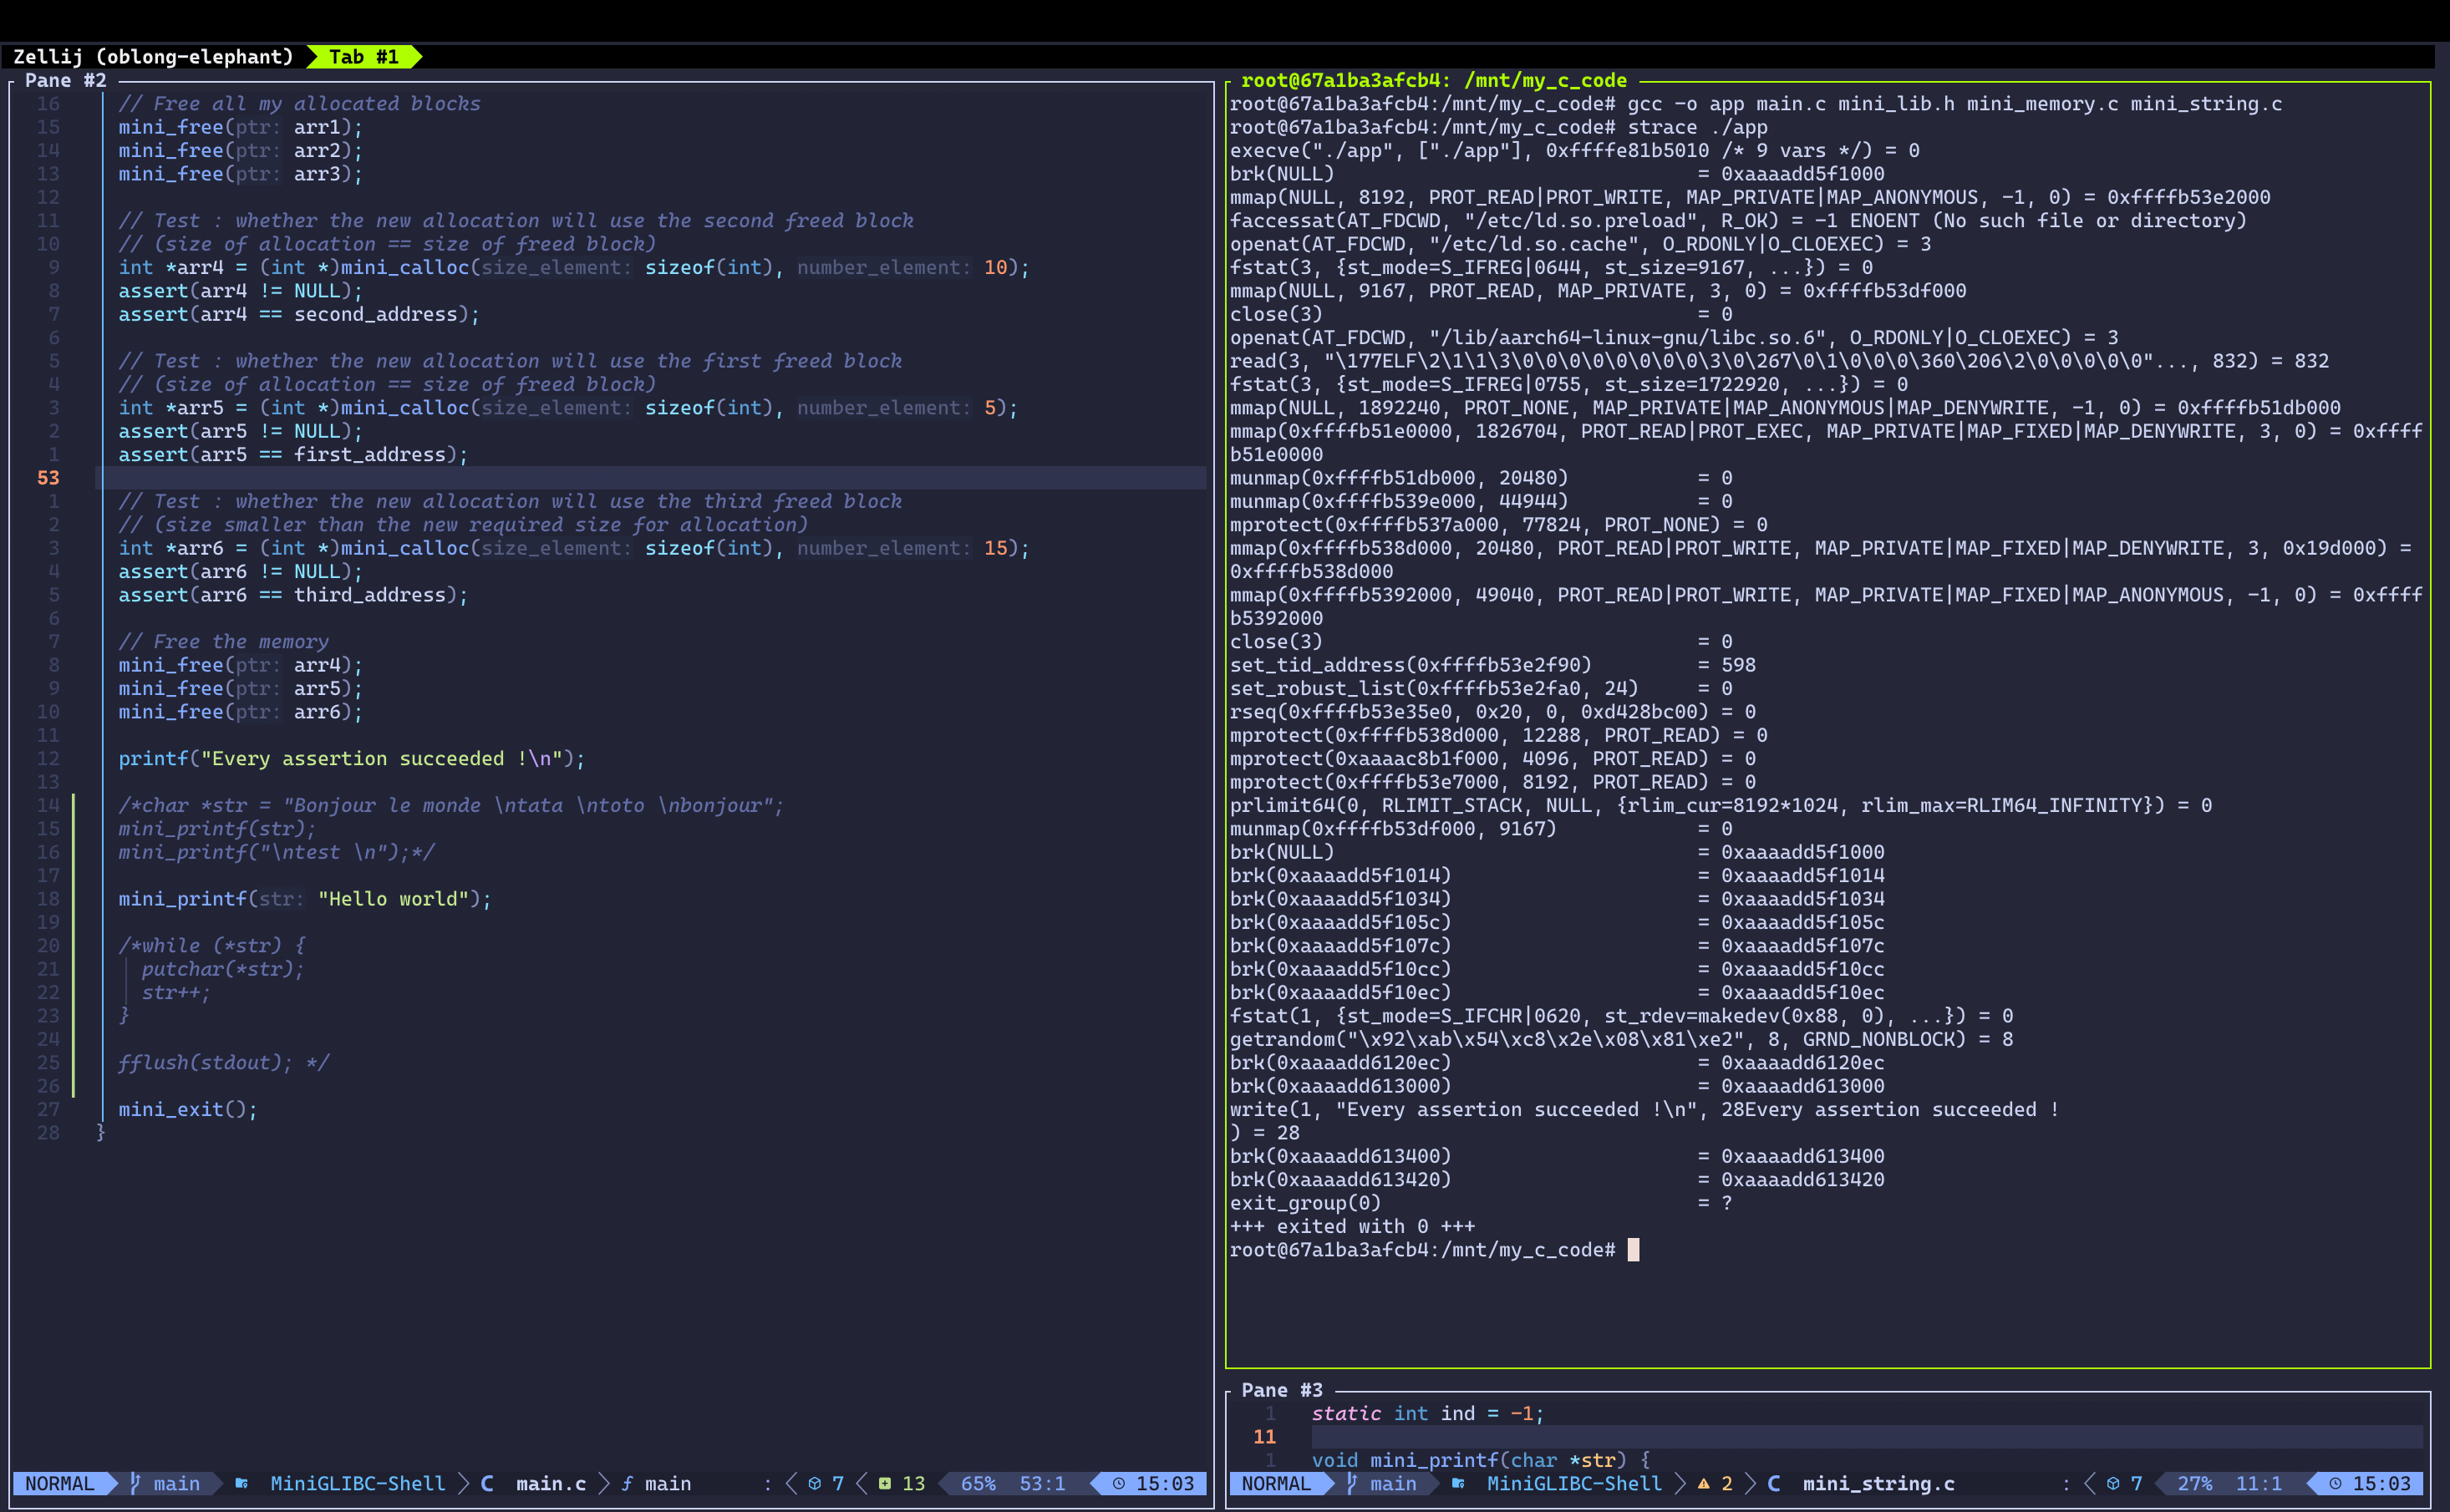 Zellij (oblong-elephant) Tab #1
Pane #2
16 // Free all my allocated blocks
15 mini_free(ptr: arr1);
14 mini_free(ptr: arr2);
13 mini_free(ptr: arr3);
12
11 // Test : whether the new allocation will use the second freed block
10 // (size of allocation == size of freed block)
9 int *arr4 = (int *)mini_calloc(size_element: sizeof(int), number_element: 10);
8 assert(arr4 != NULL);
7 assert(arr4 == second_address);
6
5 // Test : whether the new allocation will use the first freed block
4 // (size of allocation == size of freed block)
3 int *arr5 = (int *)mini_calloc(size_element: sizeof(int), number_element: 5);
2 assert(arr5 != NULL);
1 assert(arr5 == first_address);
53
1 // Test : whether the new allocation will use the third freed block
2 // (size smaller than the new required size for allocation)
3 int *arr6 = (int *)mini_calloc(size_element: sizeof(int), number_element: 15);
4 assert(arr6 != NULL);
5 assert(arr6 == third_address);
6
7 // Free the memory
8 mini_free(ptr: arr4);
9 mini_free(ptr: arr5);
10 mini_free(ptr: arr6);
11
12 printf("Every assertion succeeded !\n");
13
14 /*char *str = "Bonjour le monde \ntata \ntoto \nbonjour";
15 mini_printf(str);
16 mini_printf("\ntest \n");*/
17
18 mini_printf(str: "Hello world");
19
20 /*while (*str) {
21 putchar(*str);
22 str++;
23 }
24
25 fflush(stdout); */
26
27 mini_exit();
28 }
NORMAL main MiniGLIBC-Shell C main.c f main : 7 13 65% 53:1 15:03
root@67a1ba3afcb4: /mnt/my_c_code
root@67a1ba3afcb4:/mnt/my_c_code# gcc -o app main.c mini_lib.h mini_memory.c mini_string.c
root@67a1ba3afcb4:/mnt/my_c_code# strace ./app
execve("./app", ["./app"], 0xffffe81b5010 /* 9 vars */) = 0
brk(NULL) = 0xaaaadd5f1000
mmap(NULL, 8192, PROT_READ|PROT_WRITE, MAP_PRIVATE|MAP_ANONYMOUS, -1, 0) = 0xffffb53e2000
faccessat(AT_FDCWD, "/etc/ld.so.preload", R_OK) = -1 ENOENT (No such file or directory)
openat(AT_FDCWD, "/etc/ld.so.cache", O_RDONLY|O_CLOEXEC) = 3
fstat(3, {st_mode=S_IFREG|0644, st_size=9167, ...}) = 0
mmap(NULL, 9167, PROT_READ, MAP_PRIVATE, 3, 0) = 0xffffb53df000
close(3) = 0
openat(AT_FDCWD, "/lib/aarch64-linux-gnu/libc.so.6", O_RDONLY|O_CLOEXEC) = 3
read(3, "\177ELF\2\1\1\3\0\0\0\0\0\0\0\0\3\0\267\0\1\0\0\0\360\206\2\0\0\0\0\0"..., 832) = 832
fstat(3, {st_mode=S_IFREG|0755, st_size=1722920, ...}) = 0
mmap(NULL, 1892240, PROT_NONE, MAP_PRIVATE|MAP_ANONYMOUS|MAP_DENYWRITE, -1, 0) = 0xffffb51db000
mmap(0xffffb51e0000, 1826704, PROT_READ|PROT_EXEC, MAP_PRIVATE|MAP_FIXED|MAP_DENYWRITE, 3, 0) = 0xffff
b51e0000
munmap(0xffffb51db000, 20480) = 0
munmap(0xffffb539e000, 44944) = 0
mprotect(0xffffb537a000, 77824, PROT_NONE) = 0
mmap(0xffffb538d000, 20480, PROT_READ|PROT_WRITE, MAP_PRIVATE|MAP_FIXED|MAP_DENYWRITE, 3, 0x19d000) =
0xffffb538d000
mmap(0xffffb5392000, 49040, PROT_READ|PROT_WRITE, MAP_PRIVATE|MAP_FIXED|MAP_ANONYMOUS, -1, 0) = 0xffff
b5392000
close(3) = 0
set_tid_address(0xffffb53e2f90) = 598
set_robust_list(0xffffb53e2fa0, 24) = 0
rseq(0xffffb53e35e0, 0x20, 0, 0xd428bc00) = 0
mprotect(0xffffb538d000, 12288, PROT_READ) = 0
mprotect(0xaaaac8b1f000, 4096, PROT_READ) = 0
mprotect(0xffffb53e7000, 8192, PROT_READ) = 0
prlimit64(0, RLIMIT_STACK, NULL, {rlim_cur=8192*1024, rlim_max=RLIM64_INFINITY}) = 0
munmap(0xffffb53df000, 9167) = 0
brk(NULL) = 0xaaaadd5f1000
brk(0xaaaadd5f1014) = 0xaaaadd5f1014
brk(0xaaaadd5f1034) = 0xaaaadd5f1034
brk(0xaaaadd5f105c) = 0xaaaadd5f105c
brk(0xaaaadd5f107c) = 0xaaaadd5f107c
brk(0xaaaadd5f10cc) = 0xaaaadd5f10cc
brk(0xaaaadd5f10ec) = 0xaaaadd5f10ec
fstat(1, {st_mode=S_IFCHR|0620, st_rdev=makedev(0x88, 0), ...}) = 0
getrandom("\x92\xab\x54\xc8\x2e\x08\x81\xe2", 8, GRND_NONBLOCK) = 8
brk(0xaaaadd6120ec) = 0xaaaadd6120ec
brk(0xaaaadd613000) = 0xaaaadd613000
write(1, "Every assertion succeeded !\n", 28Every assertion succeeded !
) = 28
brk(0xaaaadd613400) = 0xaaaadd613400
brk(0xaaaadd613420) = 0xaaaadd613420
exit_group(0) = ?
+++ exited with 0 +++
root@67a1ba3afcb4:/mnt/my_c_code#
Pane #3
1 static int ind = -1;
11
1 void mini_printf(char *str) {
NORMAL main MiniGLIBC-Shell 2 C mini_string.c : 7 27% 11:1 15:03